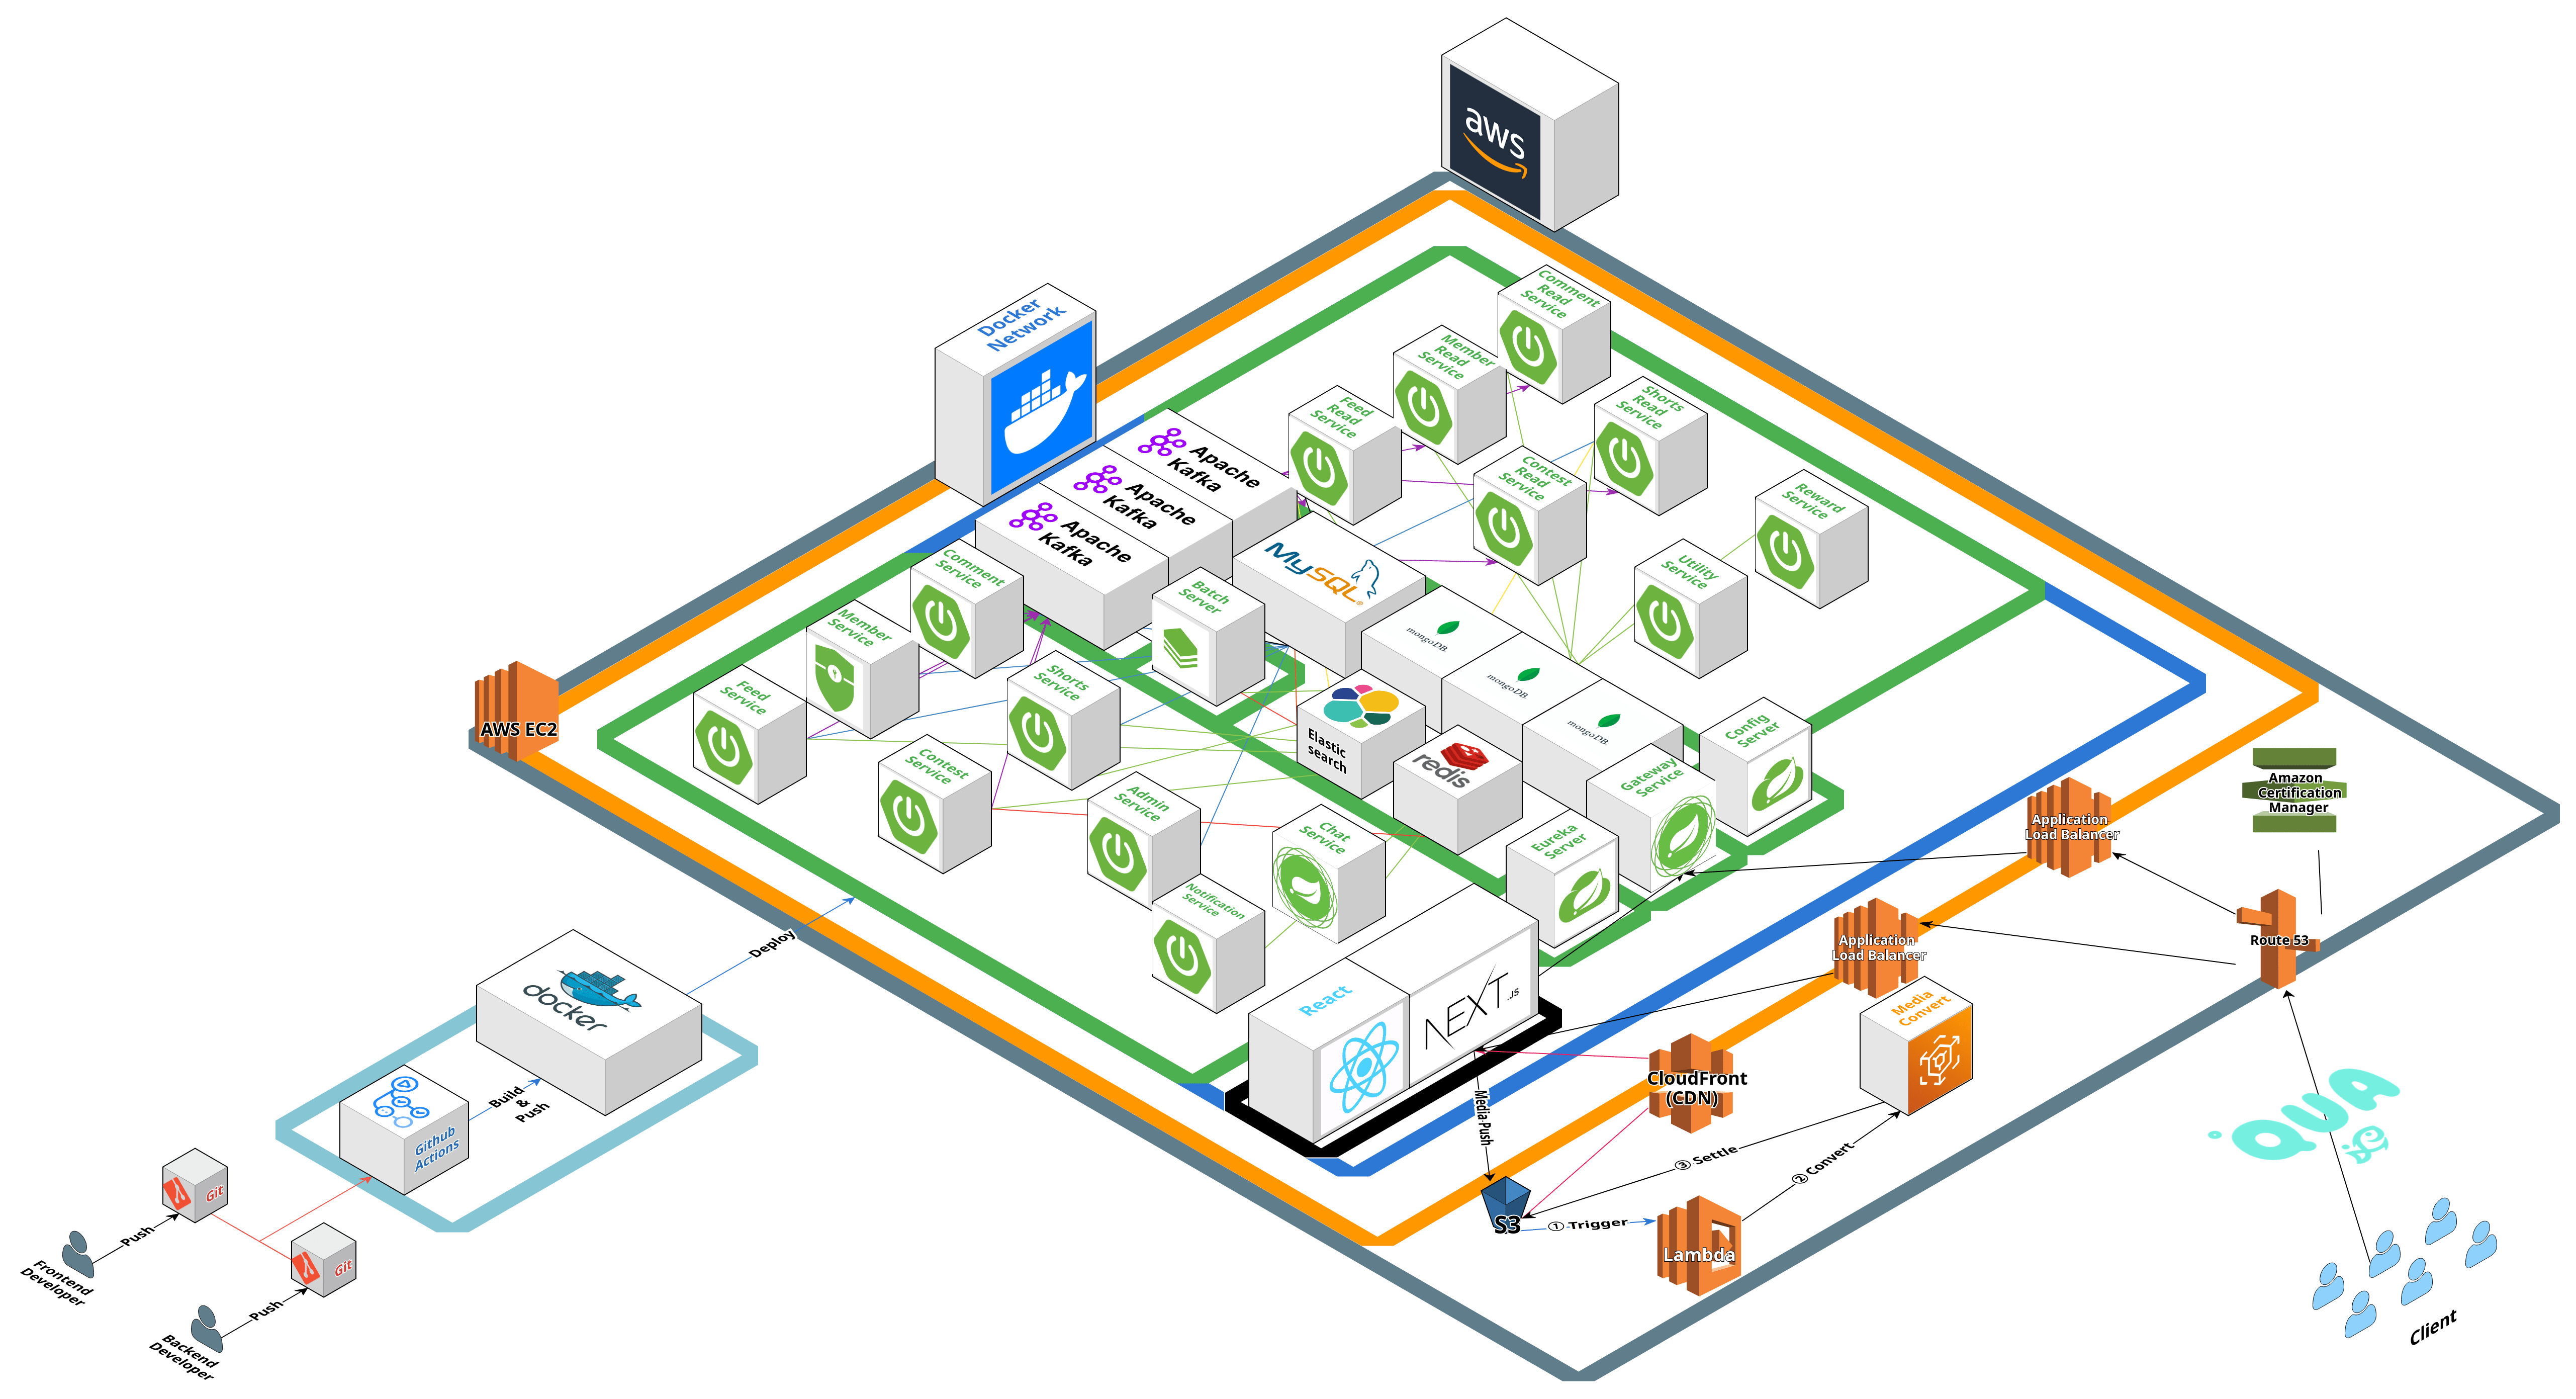 aws
Docker
Network
Comment
Read
Service
Member
Read
Service
Feed
Read
Service
Shorts
Read
Service
Contest
Read
Service
Reward
Service
Utility
Service
Apache
Kafka
Apache
Kafka
Apache
Kafka
MySQL®
Comment
Service
Batch
Server
Member
Service
Feed
Service
Shorts
Service
mongoDB
mongoDB
mongoDB
AWS EC2
Elastic
search
redis
Config
Server
Gateway
Service
Contest
Service
Admin
Service
Chat
Service
Eureka
Server
Notification
Service
React
NEXT.JS
Amazon
Certification
Manager
Application
Load Balancer
Application
Load Balancer
Route 53
Media
Convert
CloudFront
(CDN)
Media Push
③ Settle
② Convert
S3
① Trigger
Lambda
Deploy
docker
Build
&
Push
Github
Actions
Git
Git
Push
Push
Frontend
Developer
Backend
Developer
QUA
Client